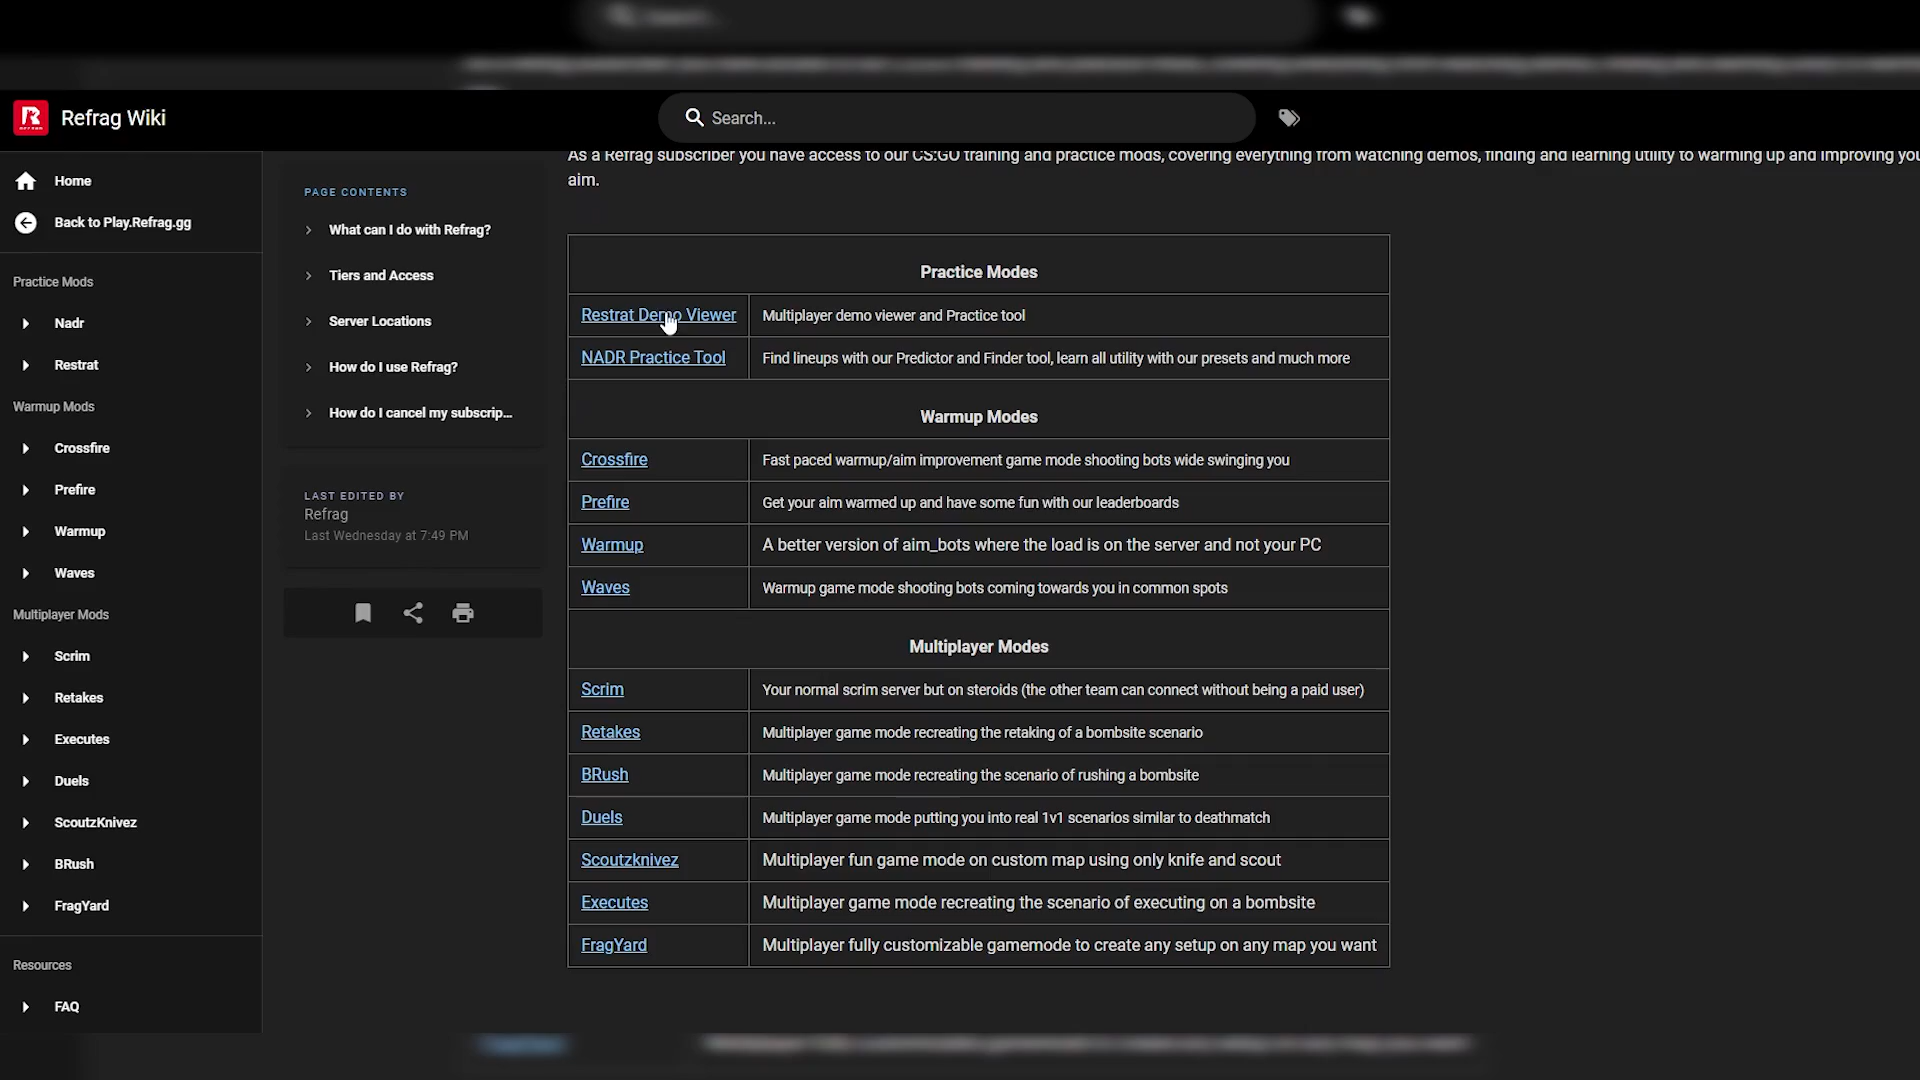 Refrag Wiki
Search...
Home
Back to Play.Refrag.gg
Practice Mods
Nadr
Restrat
Warmup Mods
Crossfire
Prefire
Warmup
Waves
Multiplayer Mods
Scrim
Retakes
Executes
Duels
ScoutzKnivez
BRush
FragYard
Resources
FAQ
PAGE CONTENTS
What can I do with Refrag?
Tiers and Access
Server Locations
How do I use Refrag?
How do I cancel my subscrip...
LAST EDITED BY
Refrag
Last Wednesday at 7:49 PM
As a Refrag subscriber you have access to our CS:GO training and practice mods, covering everything from watching demos, finding and learning utility to warming up and improving you
aim.
Practice Modes
Restrat Demo Viewer Multiplayer demo viewer and Practice tool
NADR Practice Tool Find lineups with our Predictor and Finder tool, learn all utility with our presets and much more
Warmup Modes
Crossfire Fast paced warmup/aim improvement game mode shooting bots wide swinging you
Prefire Get your aim warmed up and have some fun with our leaderboards
Warmup A better version of aim_bots where the load is on the server and not your PC
Waves Warmup game mode shooting bots coming towards you in common spots
Multiplayer Modes
Scrim Your normal scrim server but on steroids (the other team can connect without being a paid user)
Retakes Multiplayer game mode recreating the retaking of a bombsite scenario
BRush Multiplayer game mode recreating the scenario of rushing a bombsite
Duels Multiplayer game mode putting you into real 1v1 scenarios similar to deathmatch
Scoutzknivez Multiplayer fun game mode on custom map using only knife and scout
Executes Multiplayer game mode recreating the scenario of executing on a bombsite
FragYard Multiplayer fully customizable gamemode to create any setup on any map you want